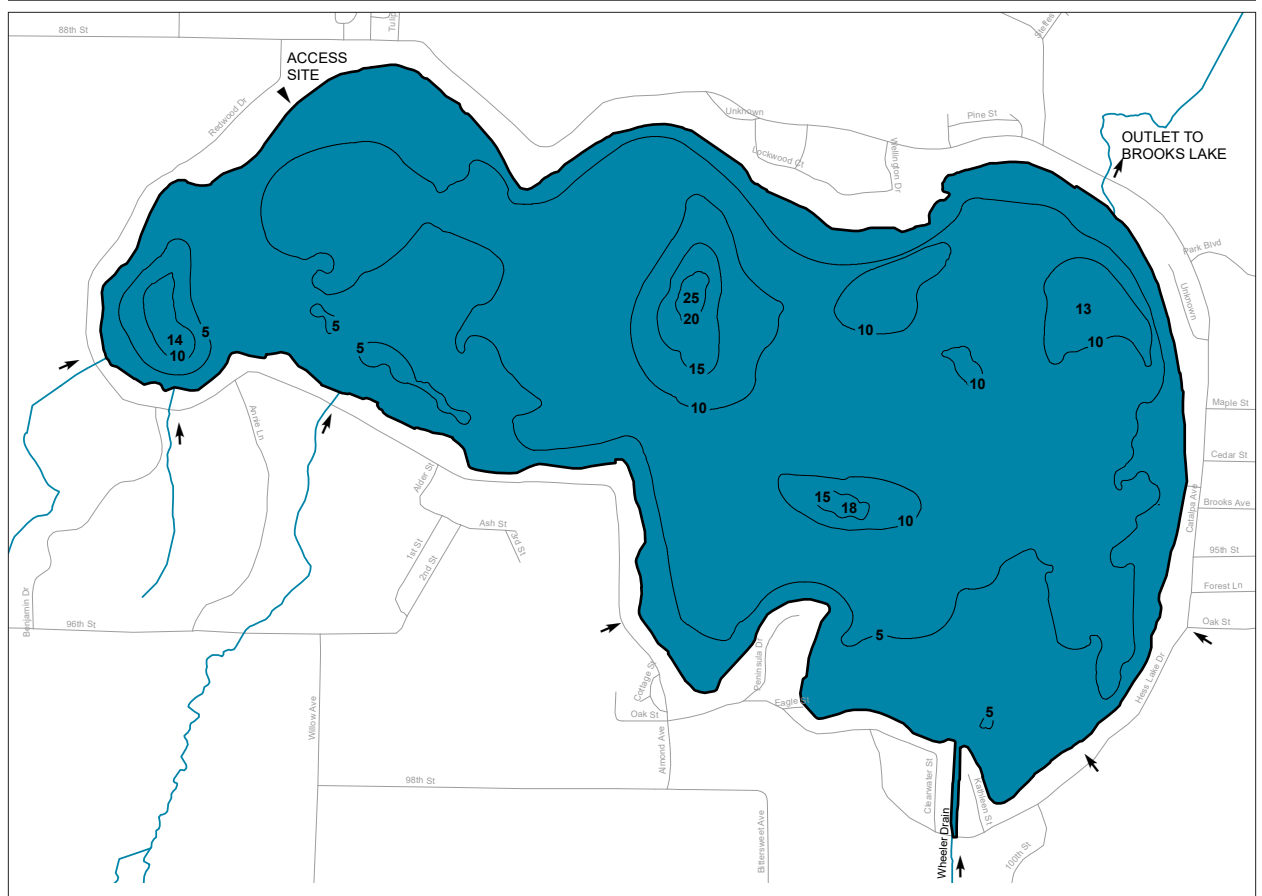 88th St
Tulip
Steffes
ACCESS
SITE
Redwood Dr
Unknown
Lockwood Ct
Wellington Dr
Pine St
OUTLET TO
BROOKS LAKE
Park Blvd
Unknown
25
20
15
10
10
13
10
10
14
10
5
5
5
Maple St
Cedar St
Brooks Ave
Catalpa Ave
95th St
Forest Ln
Oak St
Annie Ln
Alder St
Ash St
3rd St
1st St
2nd St
15
18
10
Benjamin Dr
96th St
5
Peninsula Dr
Cottage St
Eagle St
Oak St
Hess Lake Dr
5
Willow Ave
Almond Ave
98th St
Clearwater St
Kathleen St
Wheeler Drain
Bittersweet Ave
100th St